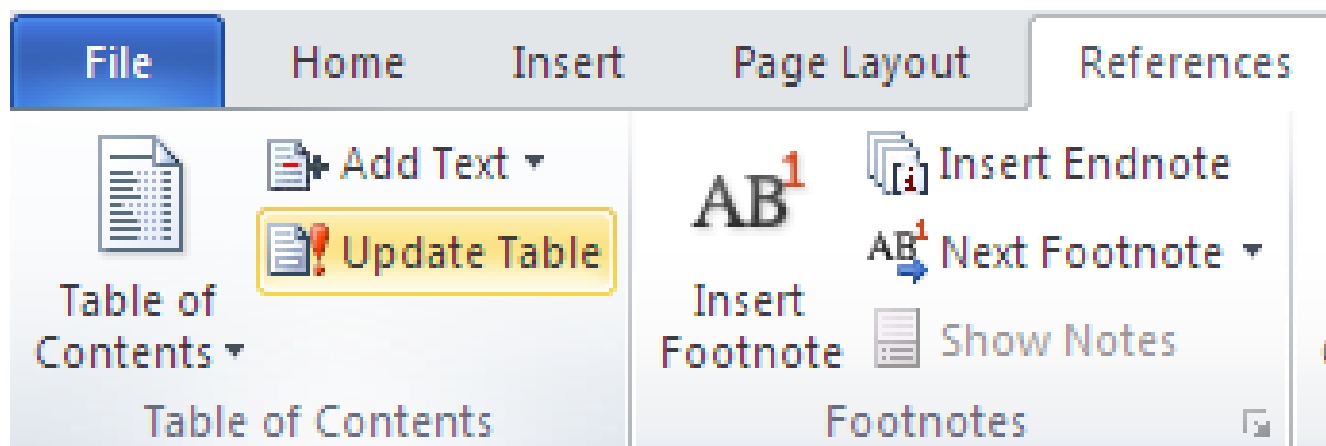 File Home Insert Page Layout References
Add Text
Update Table
Table of
Contents
Table of Contents
AB1
Insert
Footnote
Insert Endnote
AB1 Next Footnote
Show Notes
Footnotes